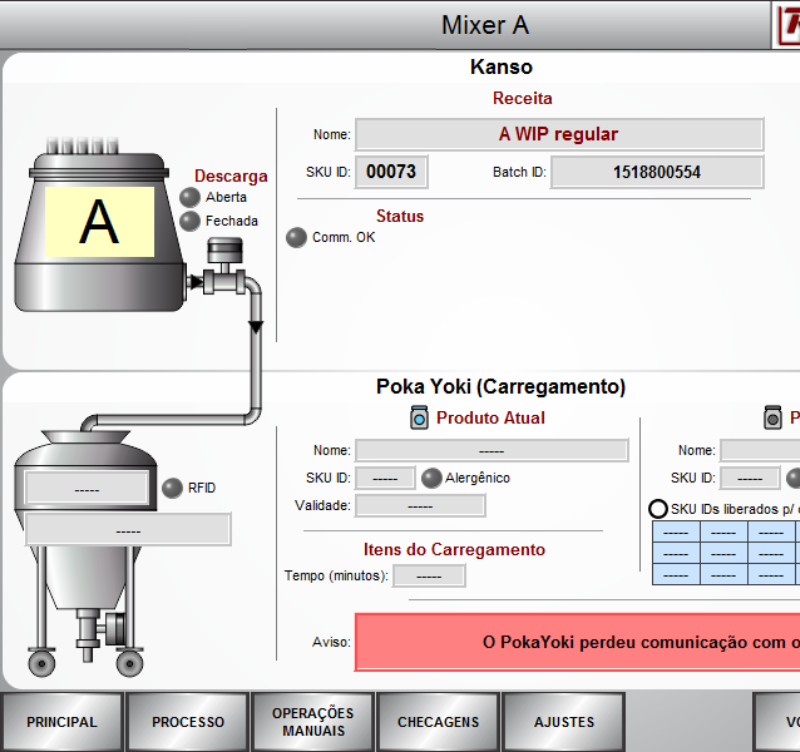 Mixer A
Kanso
Receita
Nome: A WIP regular
SKU ID: 00073 Batch ID: 1518800554
Descarga
Aberta
Fechada
A
Status
Comm. OK
Poka Yoki (Carregamento)
Produto Atual
Nome: -----
SKU ID: ----- Alergênico
Validade: -----
----- RFID
-----
Itens do Carregamento
Tempo (minutos): -----
P
Nome:
SKU ID: -----
SKU IDs liberados p/
----- ----- -----
----- ----- -----
----- ----- -----
Aviso: O PokaYoki perdeu comunicação com o
PRINCIPAL
PROCESSO
OPERAÇÕES
MANUAIS
CHECAGENS
AJUSTES
VO